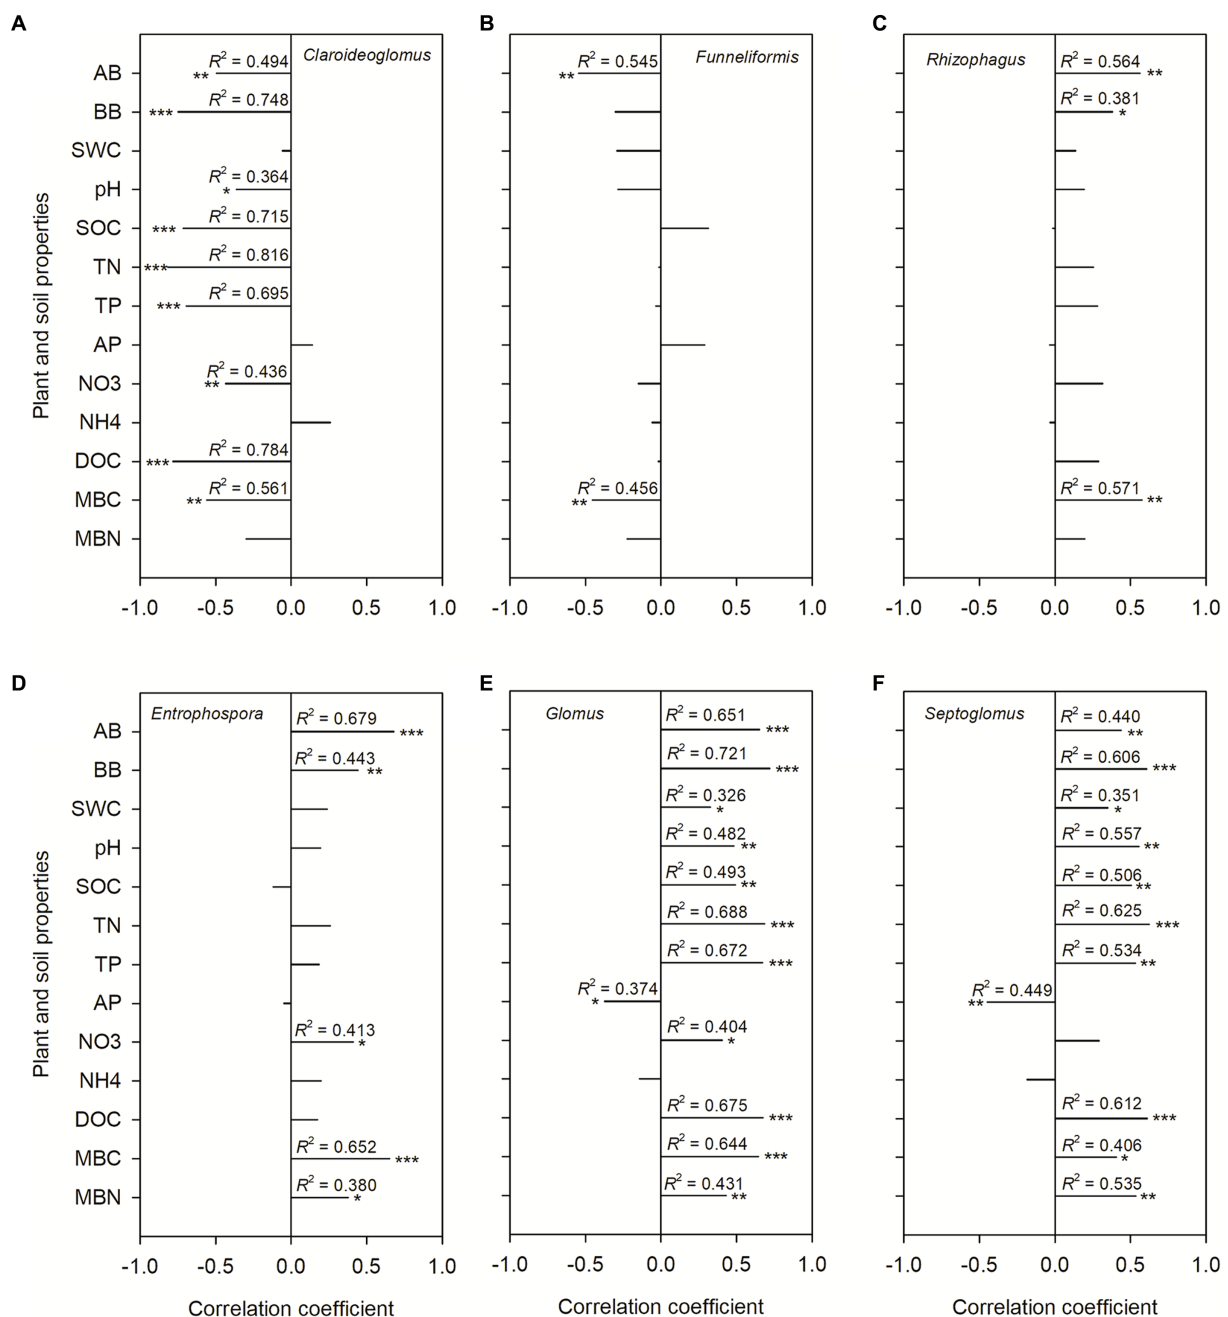 A
B
C
Claroideoglomus
Funneliformis
Rhizophagus
Plant and soil properties
AB
R² = 0.494
**
R² = 0.545
**
R² = 0.564
**
BB
R² = 0.748
***
R² = 0.381
*
SWC
pH
R² = 0.364
*
SOC
R² = 0.715
***
TN
R² = 0.816
***
TP
R² = 0.695
***
AP
NO3
R² = 0.436
**
NH4
DOC
R² = 0.784
***
MBC
R² = 0.561
**
R² = 0.456
**
R² = 0.571
**
MBN
-1.0 -0.5 0.0 0.5 1.0
-1.0 -0.5 0.0 0.5 1.0
-1.0 -0.5 0.0 0.5 1.0
D
E
F
Entrophospora
Glomus
Septoglomus
Plant and soil properties
AB
R² = 0.679
***
R² = 0.651
***
R² = 0.440
**
BB
R² = 0.443
**
R² = 0.721
***
R² = 0.606
***
SWC
R² = 0.326
*
R² = 0.351
*
pH
R² = 0.482
**
R² = 0.557
**
SOC
R² = 0.493
**
R² = 0.506
**
TN
R² = 0.688
***
R² = 0.625
***
TP
R² = 0.672
***
R² = 0.534
**
AP
R² = 0.374
*
R² = 0.449
**
NO3
R² = 0.413
*
R² = 0.404
*
NH4
DOC
R² = 0.675
***
R² = 0.612
***
MBC
R² = 0.652
***
R² = 0.644
***
R² = 0.406
*
MBN
R² = 0.380
*
R² = 0.431
**
R² = 0.535
**
-1.0 -0.5 0.0 0.5 1.0
-1.0 -0.5 0.0 0.5 1.0
-1.0 -0.5 0.0 0.5 1.0
Correlation coefficient
Correlation coefficient
Correlation coefficient